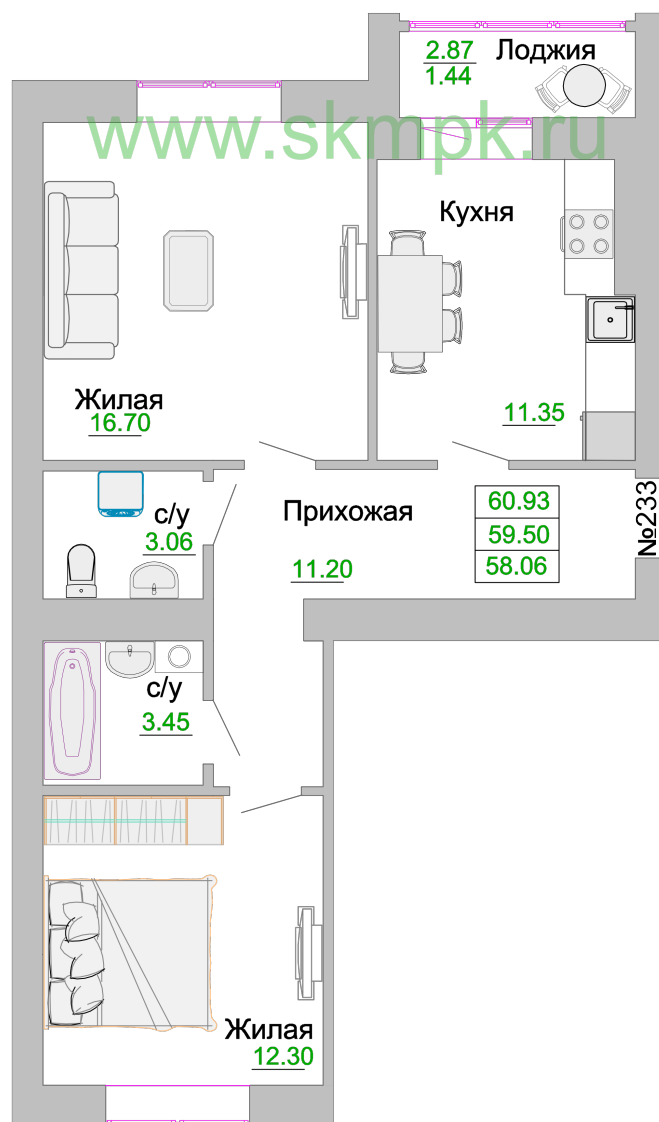 2.87 Лоджия
1.44
www.skmpk.ru
Кухня
Жилая
16.70
11.35
с/у
3.06
Прихожая
11.20
60.93
59.50
58.06
№233
с/у
3.45
Жилая
12.30